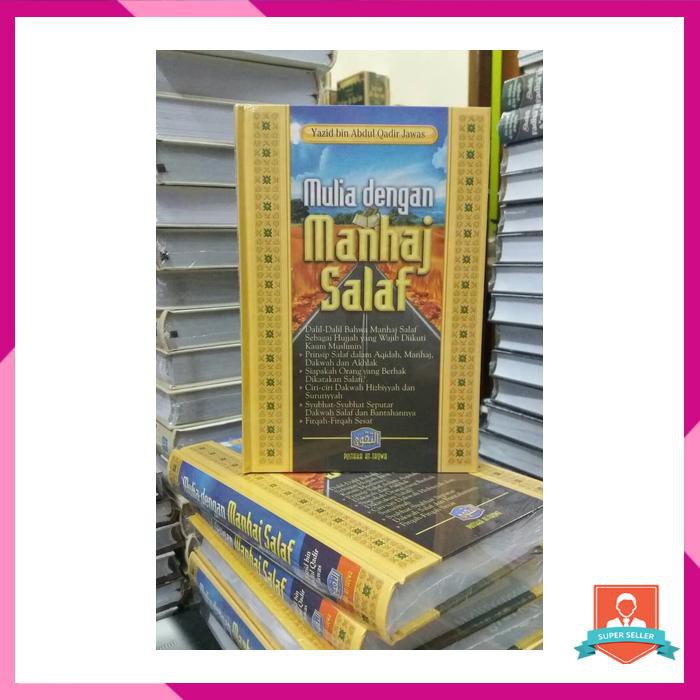 Yazid bin Abdul Qadir Jawas
Mulia dengan
Manhaj
Salaf
Dalil-Dalil Bahwa Manhaj Salaf
Sebagai Hujjah yang Wajib Diikuti
Kaum Muslimin
• Prinsip Salaf dalam Aqidah, Manhaj,
Dakwah dan Akhlak
• Siapakah Orang yang Berhak
Dikatakan Salafi?
• Ciri-ciri Dakwah Hizbiyyah dan
Sururiyyah
• Syubhat-Syubhat Seputar
Dakwah Salaf dan Bantahannya
• Firqah-Firqah Sesat
التقوى
PUSTAKA AT-TAQWA
Mulia dengan Manhaj Salaf
Manhaj Salaf
SUPER SELLER